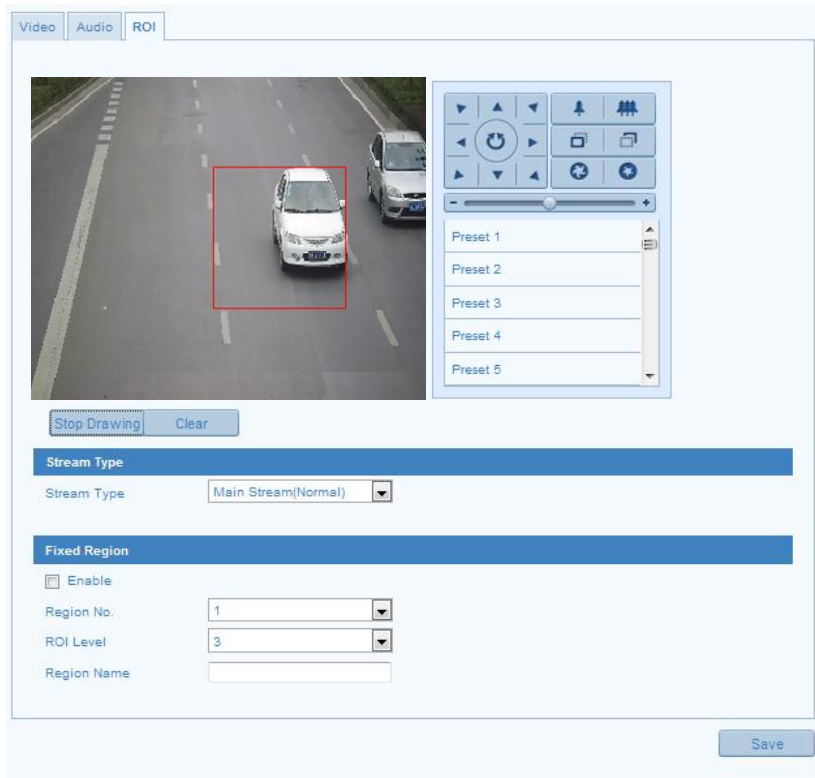 Video Audio ROI
Preset 1
Preset 2
Preset 3
Preset 4
Preset 5
Stop Drawing Clear
Stream Type
Stream Type Main Stream(Normal)
Fixed Region
Enable
Region No. 1
ROI Level 3
Region Name
Save